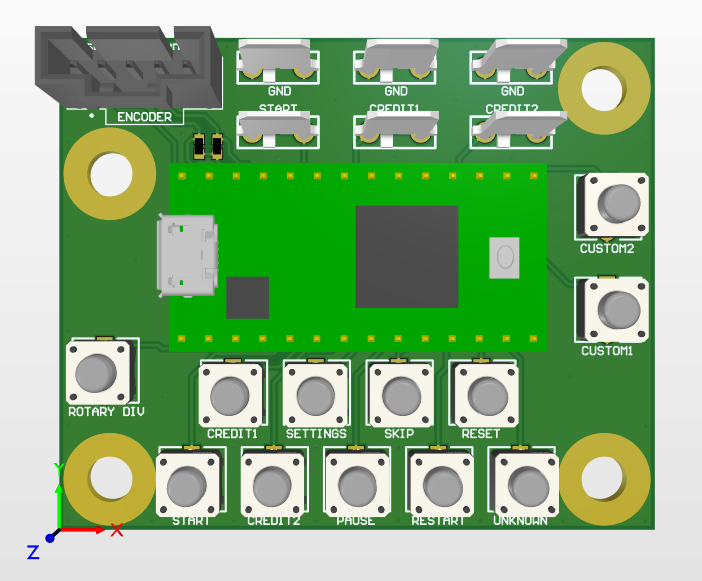 GND GND GND
START CREDIT1 CREDIT2
ENCODER
CUSTOM2
CUSTOM1
ROTARY DIV
CREDIT1 SETTINGS SKIP RESET
START CREDIT2 PAUSE RESTART UNKNOWN
Y
X
Z